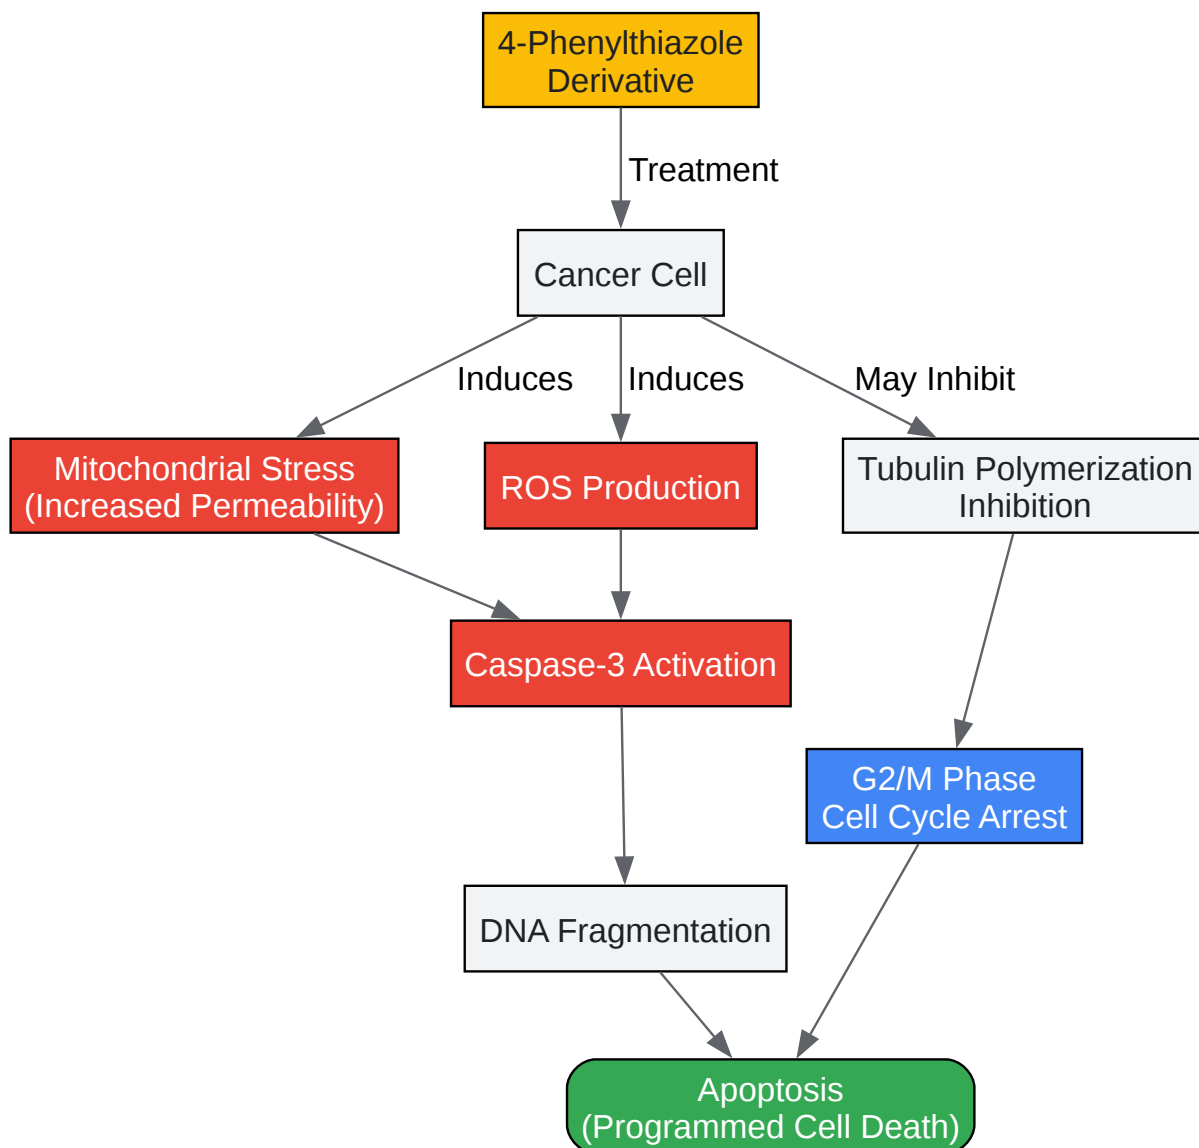 4-Phenylthiazole
Derivative
Treatment
Cancer Cell
Induces
Induces
May Inhibit
Mitochondrial Stress
(Increased Permeability)
ROS Production
Tubulin Polymerization
Inhibition
Caspase-3 Activation
G2/M Phase
Cell Cycle Arrest
DNA Fragmentation
Apoptosis
(Programmed Cell Death)